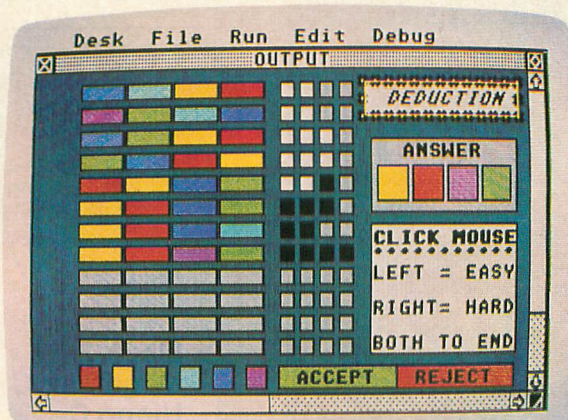 Desk File Run Edit Debug
OUTPUT
DEDUCTION
ANSWER
CLICK MOUSE
LEFT = EASY
RIGHT= HARD
BOTH TO END
ACCEPT REJECT